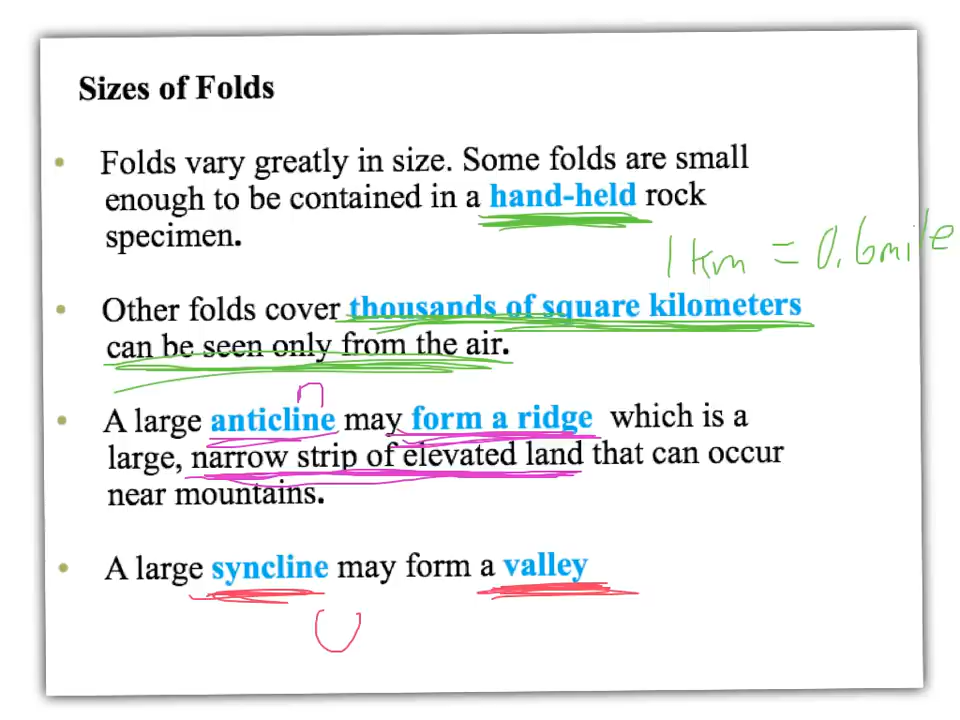 Sizes of Folds
• Folds vary greatly in size. Some folds are small
enough to be contained in a hand-held rock
specimen.
1 km = 0.6mile
• Other folds cover thousands of square kilometers
can be seen only from the air.
• A large anticline may form a ridge which is a
large, narrow strip of elevated land that can occur
near mountains.
• A large syncline may form a valley